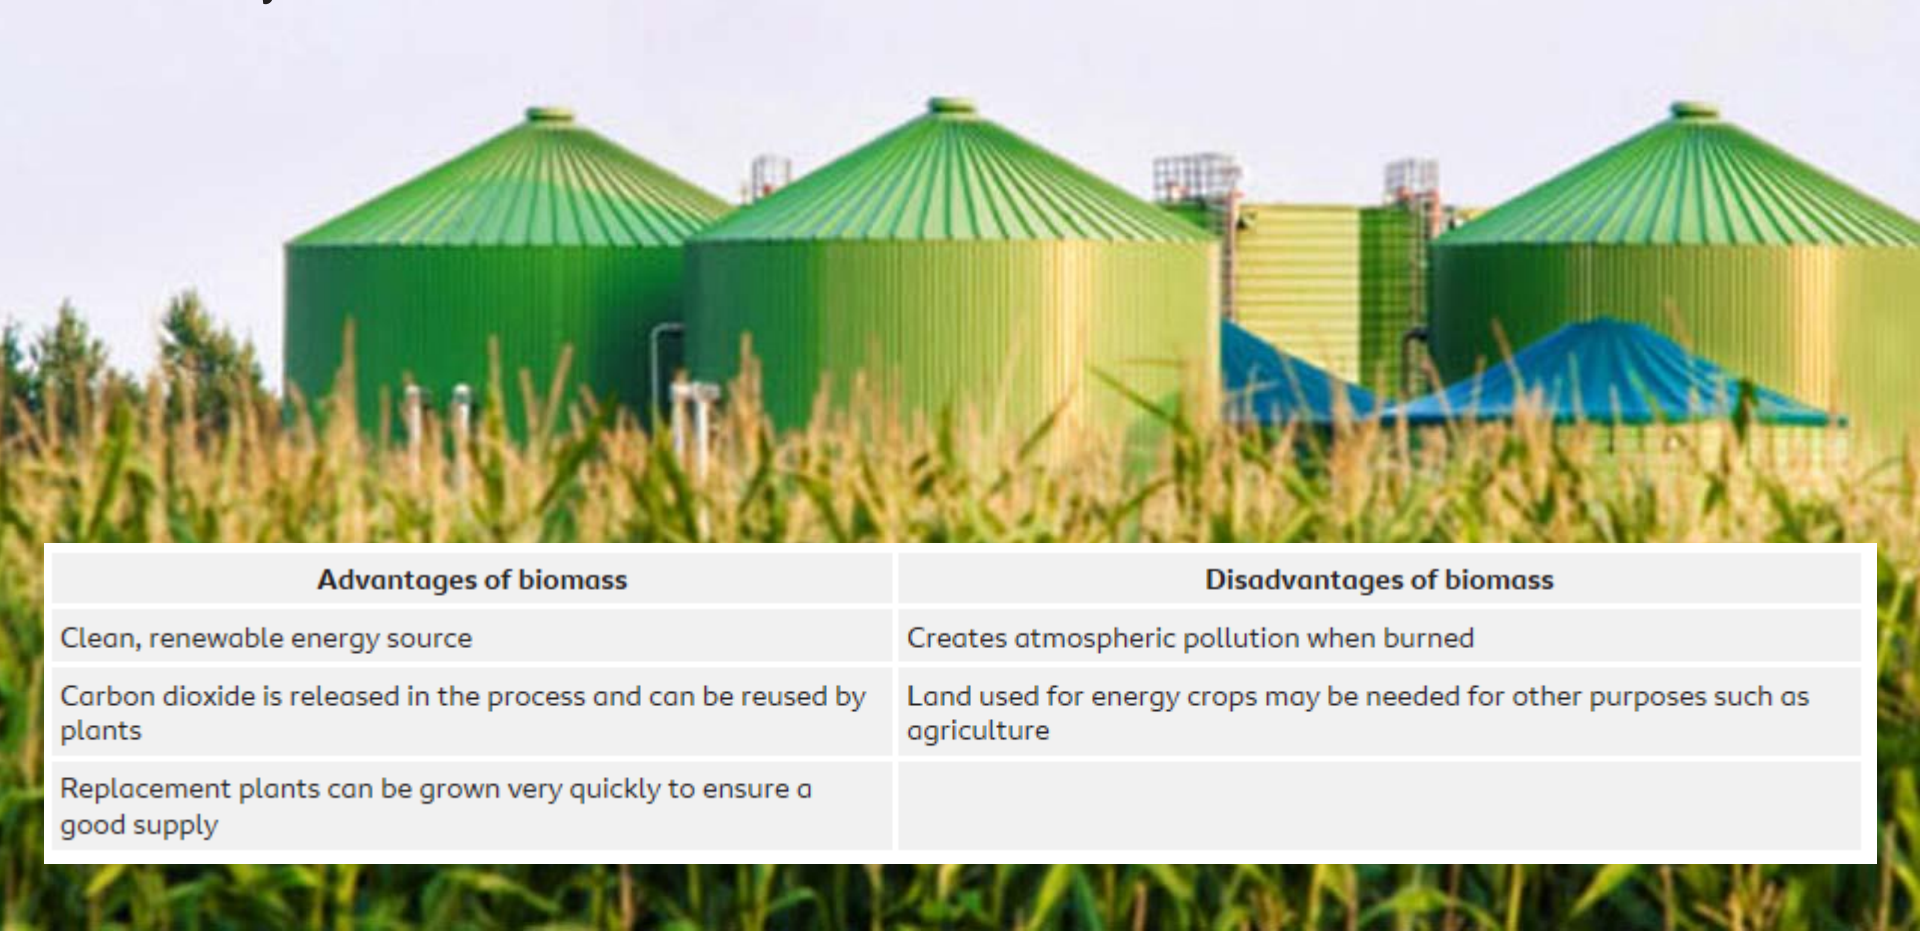 Advantages of biomass
Disadvantages of biomass
Clean, renewable energy source
Creates atmospheric pollution when burned
Carbon dioxide is released in the process and can be reused by
plants
Land used for energy crops may be needed for other purposes such as
agriculture
Replacement plants can be grown very quickly to ensure a
good supply